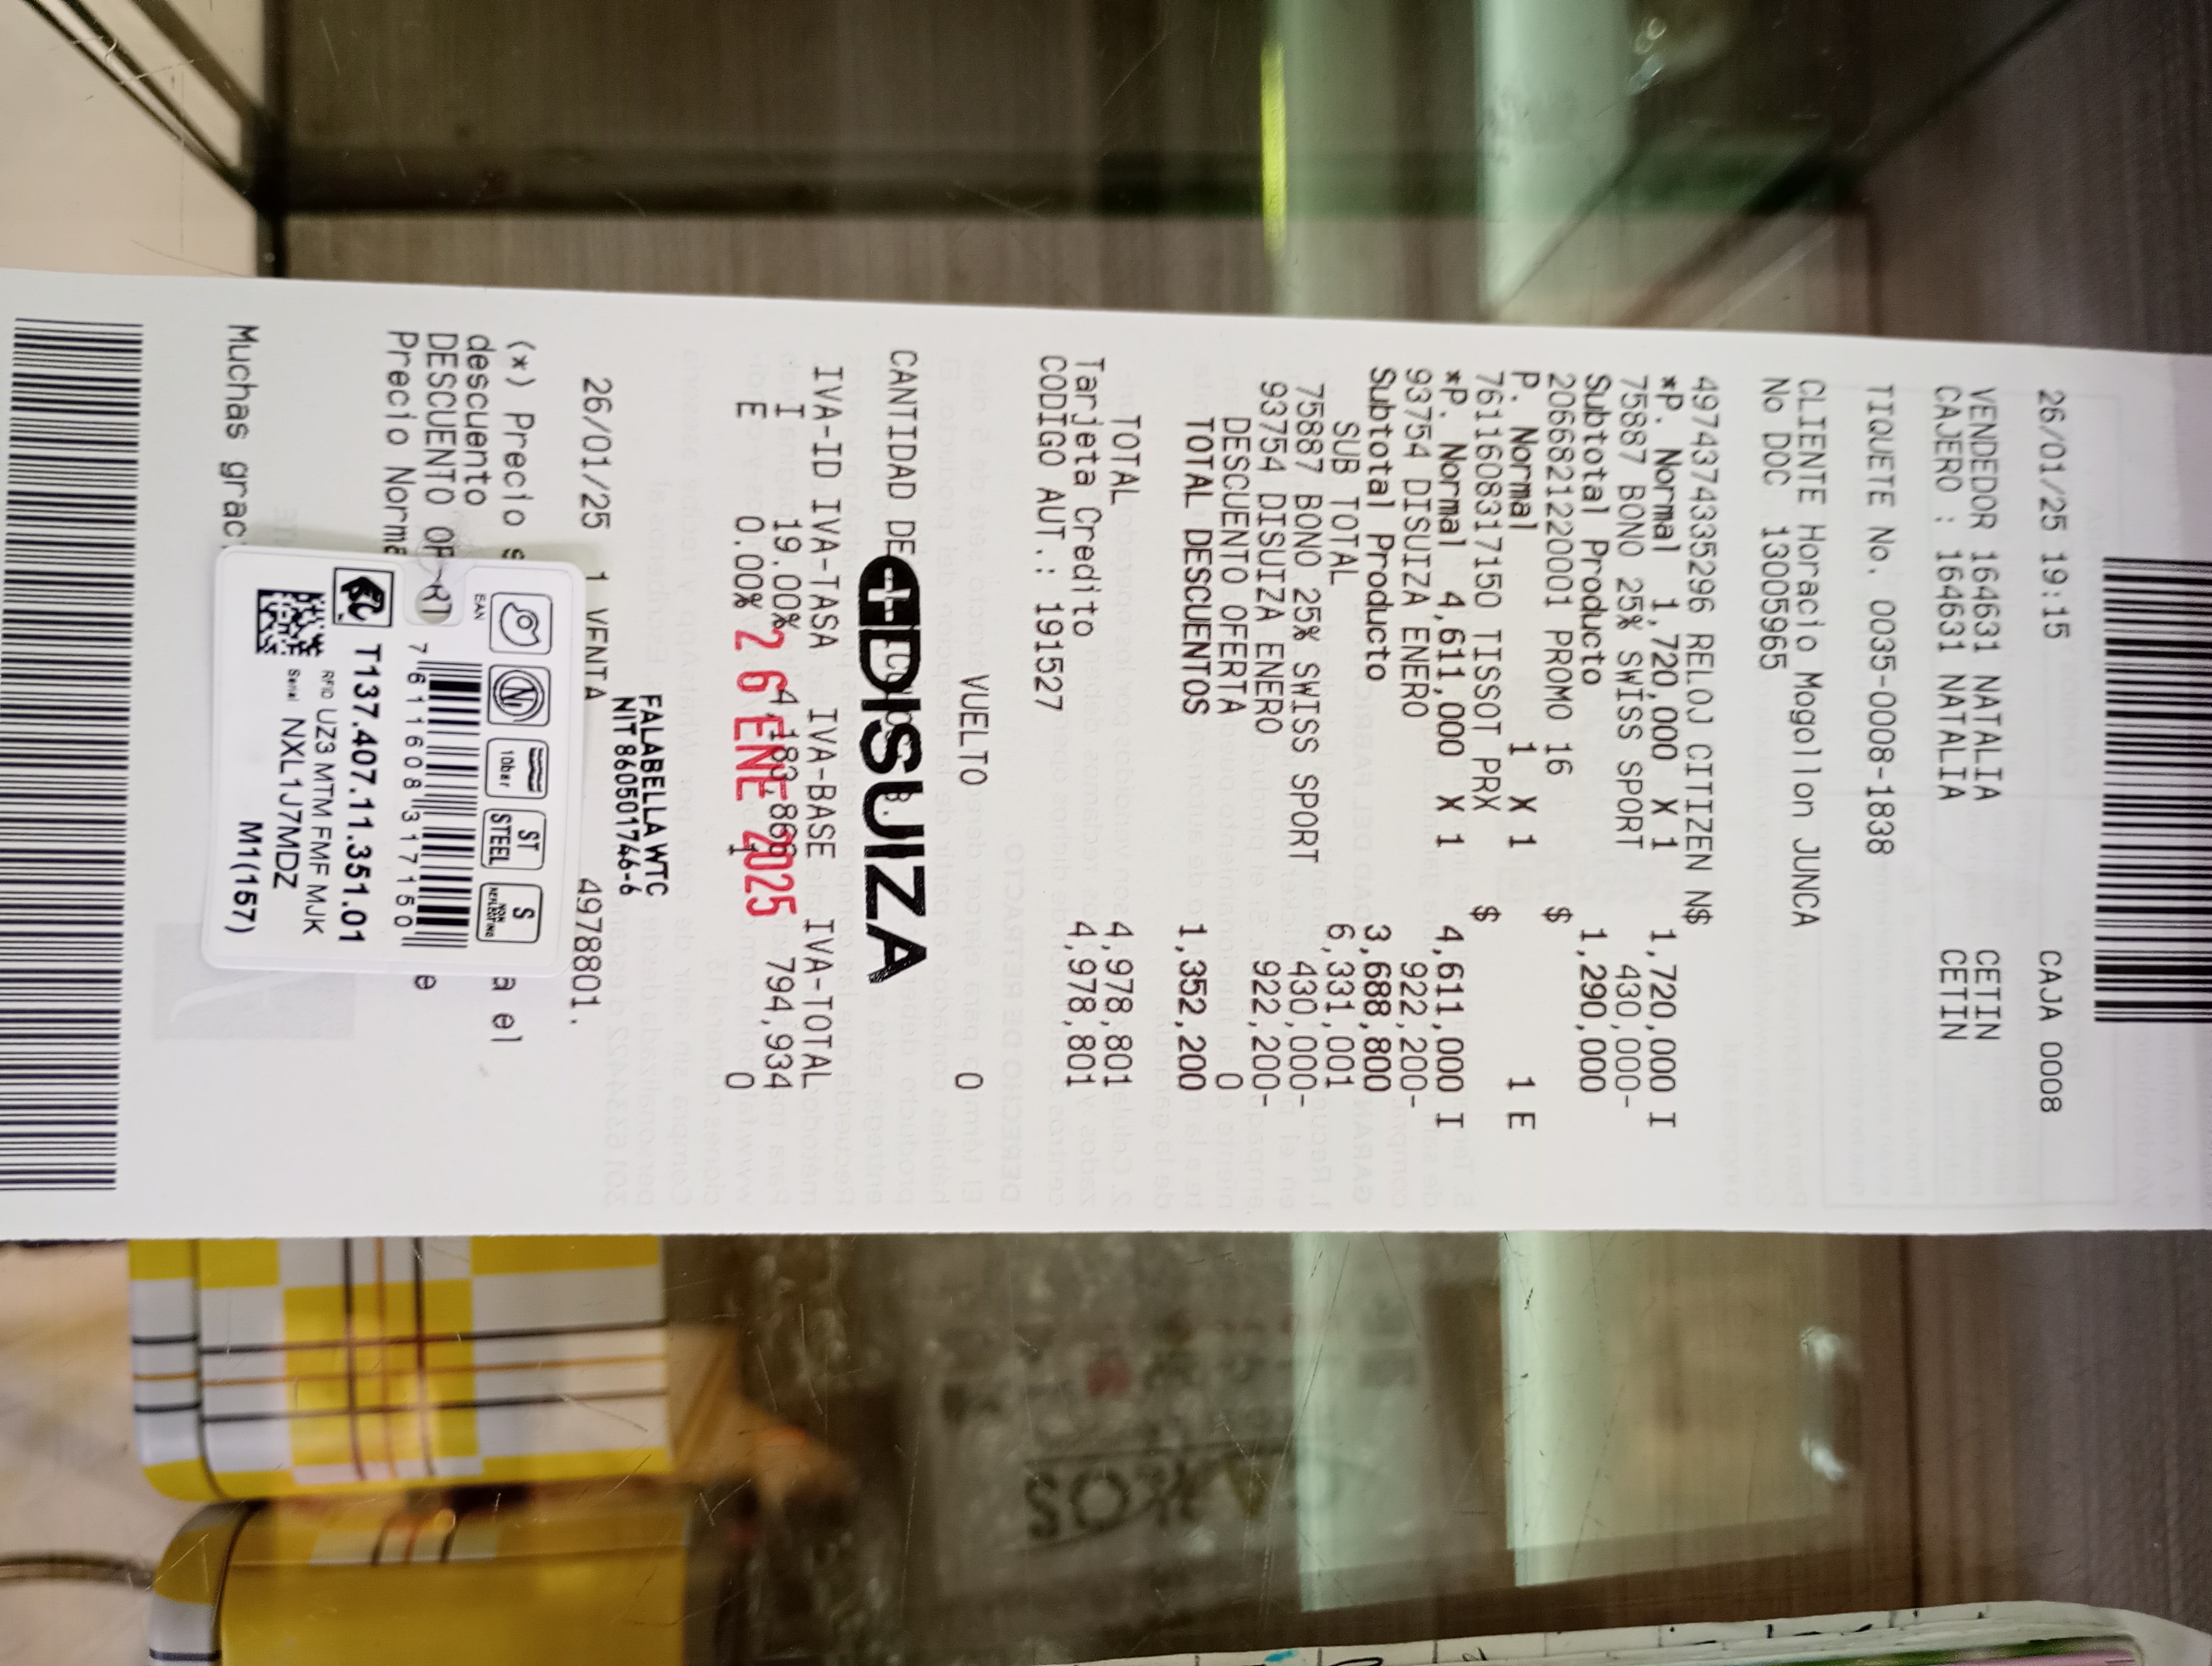 26/01/25 19:15 CAJA 0008
VENDEDOR 164631 NATALIA CETIN
CAJERO : 164631 NATALIA CETIN
TIQUETE No. 0035-0008-1838
CLIENTE Horacio Mogollon JUNCA
No DOC 13005965
4974374335296 RELOJ CITIZEN N$
*P. Normal 1,720,000 X 1 1,720,000 I
75887 BONO 25% SWISS SPORT 430,000-
Subtotal Producto 1,290,000
2066821220001 PROMO 16 $
P. Normal 1 X 1 1 E
7611608317150 TISSOT PRX $
*P. Normal 4,611,000 X 1 4,611,000 I
93754 DISUIZA ENERO 922,200-
Subtotal Producto 3,688,800
SUB TOTAL 6,331,001
75887 BONO 25% SWISS SPORT 430,000-
93754 DISUIZA ENERO 922,200-
DESCUENTO OFERTA 0
TOTAL DESCUENTOS 1,352,200
TOTAL 4,978,801
Tarjeta Credito 4,978,801
CODIGO AUT.: 191527
VUELTO 0
CANTIDAD DE
DISUIZA
IVA-ID IVA-TASA IVA-BASE IVA-TOTAL
I 19.00% 4,183,866 794,934
E 0.00% 1 0
26 ENE 2025
FALABELLA WTC
NIT 860501746-6
26/01/25 1 VENTA 4978801.
(*) Precio a el
descuento
DESCUENTO e
Precio Norma
EAN
10bar
ST
STEEL
S
NON
REFLECTING
7 611608 317150
T137.407.11.351.01
RFID UZ3 MTM FMF MJK
Serial NXL1J7MDZ
M1(157)
Muchas grac